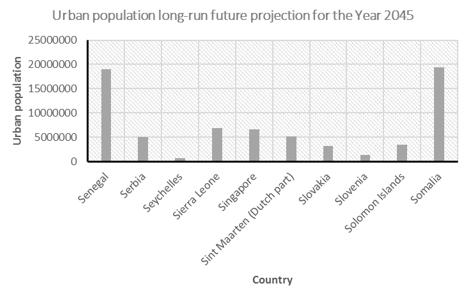 Urban population long-run future projection for the Year 2045
Urban population
25000000
20000000
15000000
10000000
5000000
0
Senegal
Serbia
Seychelles
Sierra Leone
Singapore
Sint Maarten (Dutch part)
Slovakia
Slovenia
Solomon Islands
Somalia
Country